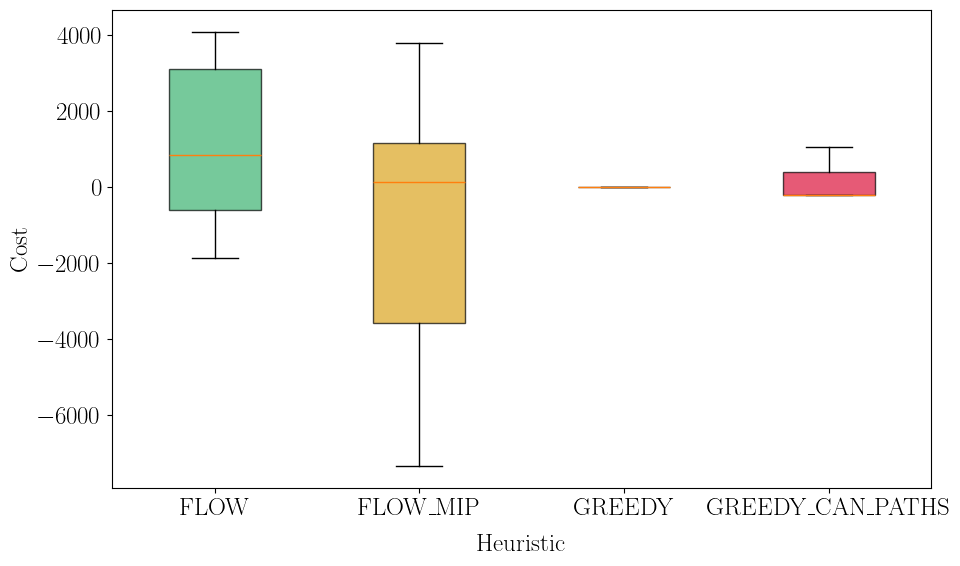 4000
2000
0
−2000
−4000
−6000
Cost
FLOW
FLOW_MIP
GREEDY
GREEDY_CAN_PATHS
Heuristic